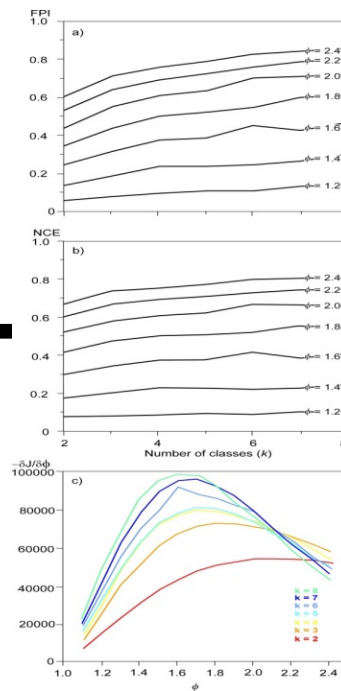 FPI
1.0
a)
ϕ= 2.4
ϕ= 2.2
0.8
ϕ= 2.0
0.6
ϕ= 1.8
0.4
ϕ= 1.6
ϕ= 1.4
0.2
ϕ= 1.2
0
NCE
1.0
b)
0.8
ϕ= 2.4
ϕ= 2.2
ϕ= 2.0
0.6
ϕ= 1.8
0.4
ϕ= 1.6
0.2
ϕ= 1.4
ϕ= 1.2
0
2 4 6 8
Number of classes (k)
−δJ/δϕ
100000
c)
80000
60000
40000
20000
0
k = 8
k = 7
k = 6
k = 5
k = 4
k = 3
k = 2
1.0 1.2 1.4 1.6 1.8 2.0 2.2 2.4
ϕ